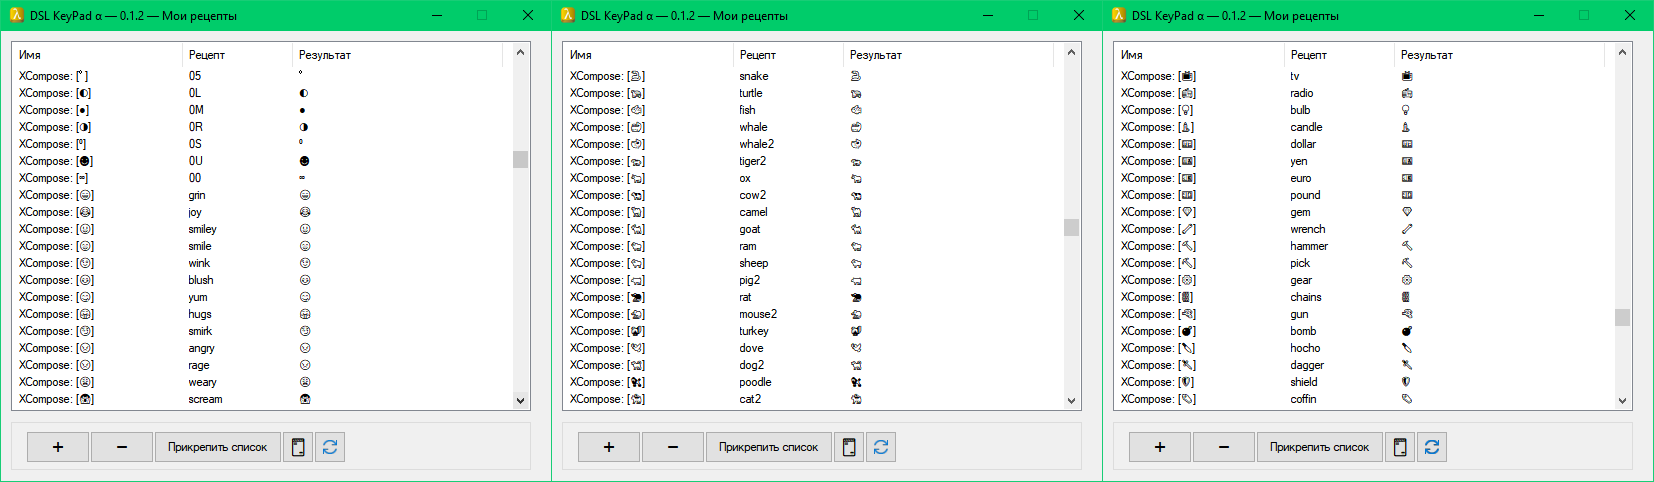 DSL KeyPad α — 0.1.2 — Мои рецепты
Имя Рецепт Результат
XCompose: [°] 05 °
XCompose: [◐] 0L ◐
XCompose: [●] 0M ●
XCompose: [◑] 0R ◑
XCompose: [⁰] 0S ⁰
XCompose: [☻] 0U ☻
XCompose: [∞] 00 ∞
XCompose: [😁] grin 😁
XCompose: [😂] joy 😂
XCompose: [😃] smiley 😃
XCompose: [😄] smile 😄
XCompose: [😉] wink 😉
XCompose: [😊] blush 😊
XCompose: [😋] yum 😋
XCompose: [🤗] hugs 🤗
XCompose: [😏] smirk 😏
XCompose: [😠] angry 😠
XCompose: [😡] rage 😡
XCompose: [😩] weary 😩
XCompose: [😱] scream 😱
+ − Прикрепить список
DSL KeyPad α — 0.1.2 — Мои рецепты
Имя Рецепт Результат
XCompose: [🐍] snake 🐍
XCompose: [🐢] turtle 🐢
XCompose: [🐟] fish 🐟
XCompose: [🐳] whale 🐳
XCompose: [🐋] whale2 🐋
XCompose: [🐅] tiger2 🐅
XCompose: [🐂] ox 🐂
XCompose: [🐄] cow2 🐄
XCompose: [🐪] camel 🐪
XCompose: [🐐] goat 🐐
XCompose: [🐏] ram 🐏
XCompose: [🐑] sheep 🐑
XCompose: [🐖] pig2 🐖
XCompose: [🐀] rat 🐀
XCompose: [🐁] mouse2 🐁
XCompose: [🦃] turkey 🦃
XCompose: [🕊] dove 🕊
XCompose: [🐕] dog2 🐕
XCompose: [🐩] poodle 🐩
XCompose: [🐈] cat2 🐈
+ − Прикрепить список
DSL KeyPad α — 0.1.2 — Мои рецепты
Имя Рецепт Результат
XCompose: [📺] tv 📺
XCompose: [📻] radio 📻
XCompose: [💡] bulb 💡
XCompose: [🕯] candle 🕯
XCompose: [💵] dollar 💵
XCompose: [💴] yen 💴
XCompose: [💶] euro 💶
XCompose: [💷] pound 💷
XCompose: [💎] gem 💎
XCompose: [🔧] wrench 🔧
XCompose: [🔨] hammer 🔨
XCompose: [⛏] pick ⛏
XCompose: [⚙] gear ⚙
XCompose: [⛓] chains ⛓
XCompose: [🔫] gun 🔫
XCompose: [💣] bomb 💣
XCompose: [🔪] hocho 🔪
XCompose: [🗡] dagger 🗡
XCompose: [🛡] shield 🛡
XCompose: [⚰] coffin ⚰
+ − Прикрепить список